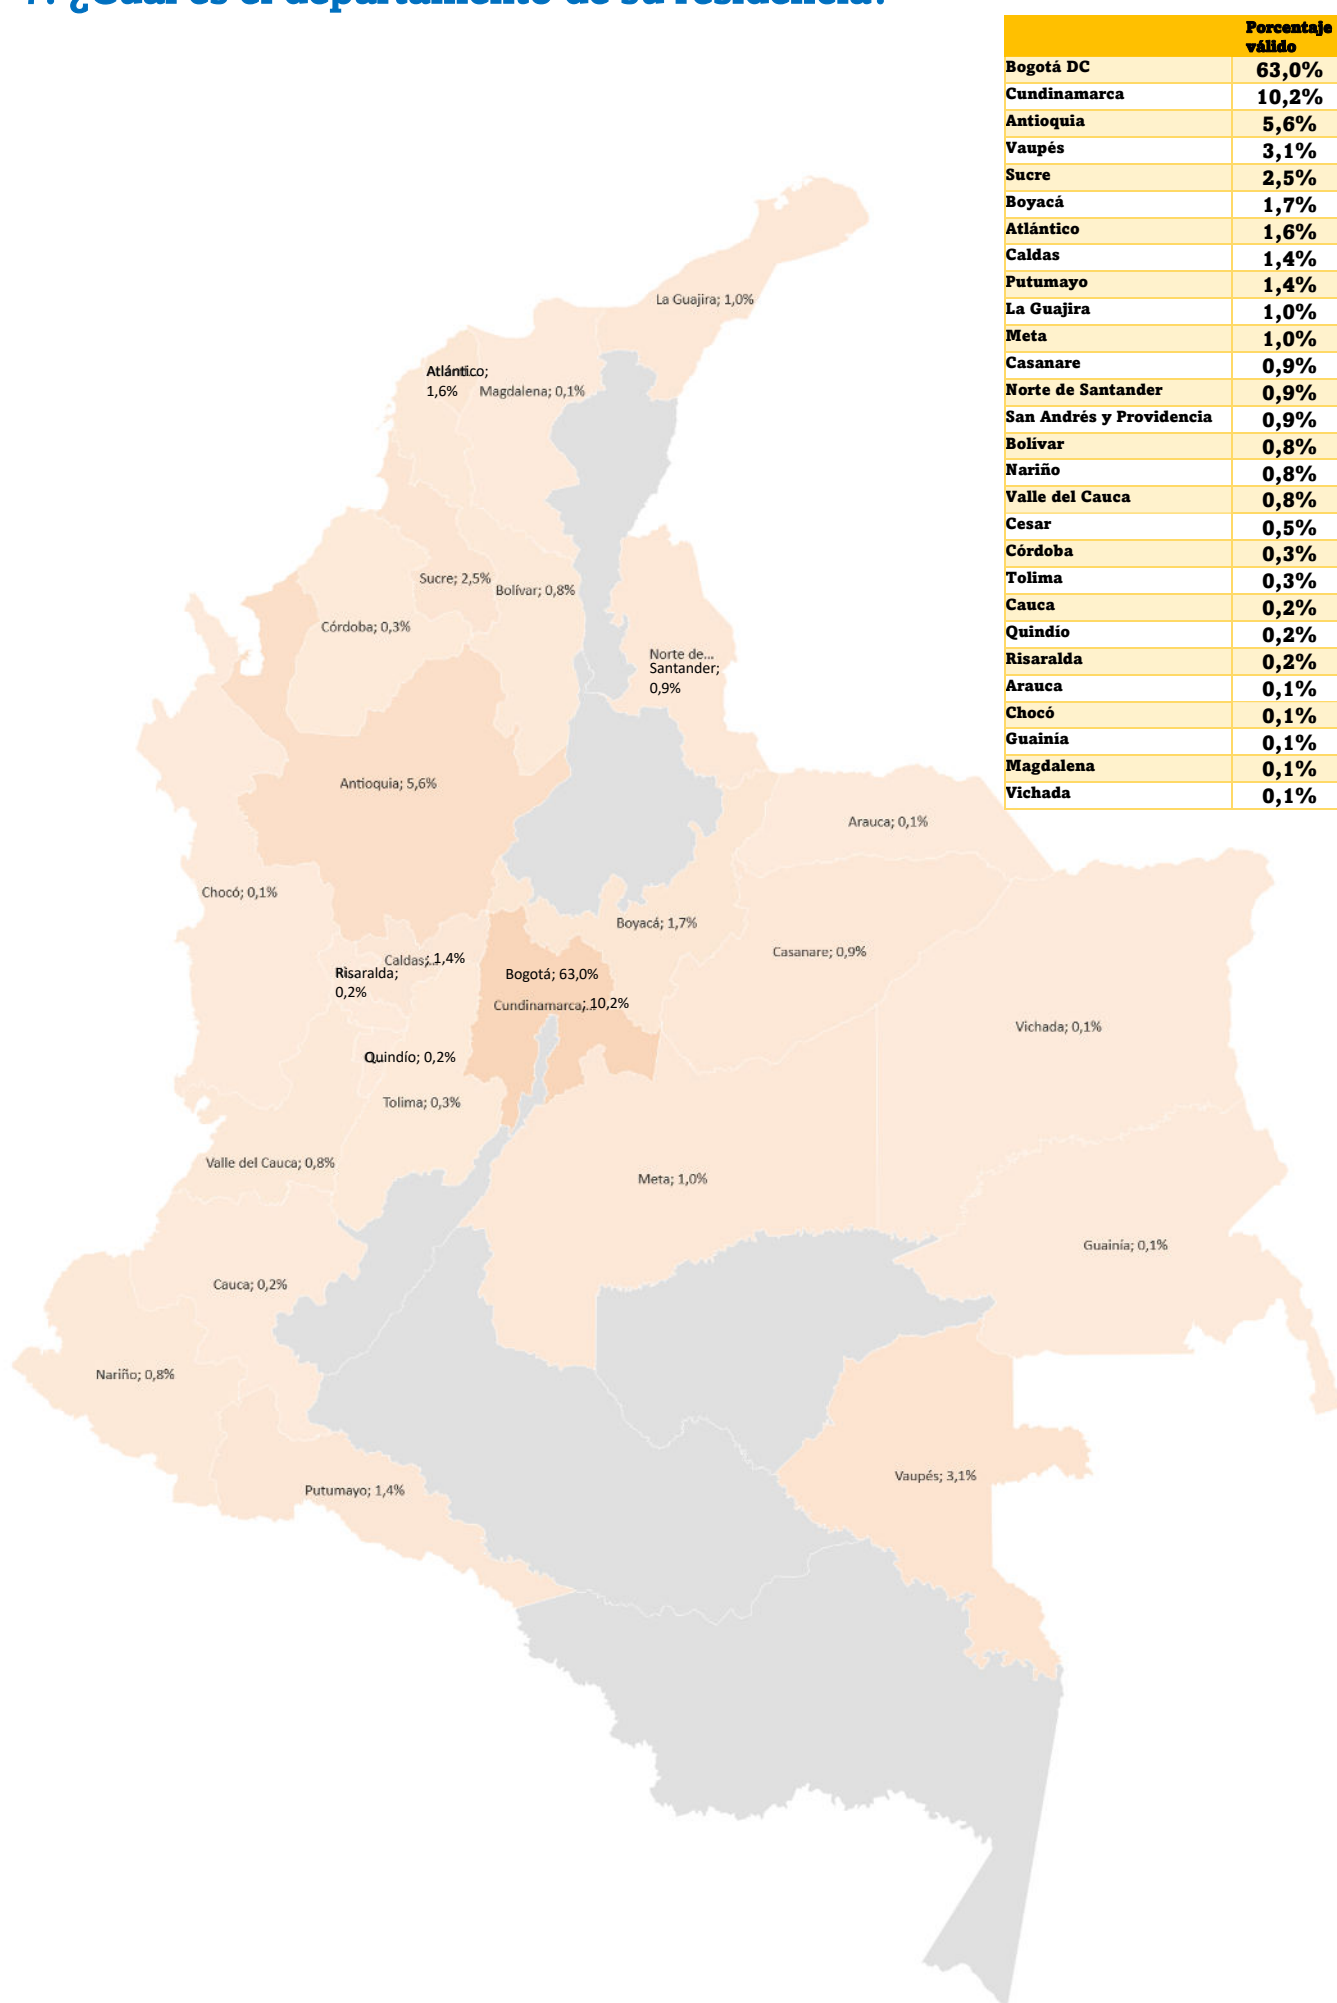 ¿Cuál es el departamento de su residencia?
Porcentaje
válido
Bogotá DC 63,0%
Cundinamarca 10,2%
Antioquia 5,6%
Vaupés 3,1%
Sucre 2,5%
Boyacá 1,7%
Atlántico 1,6%
Caldas 1,4%
Putumayo 1,4%
La Guajira 1,0%
Meta 1,0%
Casanare 0,9%
Norte de Santander 0,9%
San Andrés y Providencia 0,9%
Bolívar 0,8%
Nariño 0,8%
Valle del Cauca 0,8%
Cesar 0,5%
Córdoba 0,3%
Tolima 0,3%
Cauca 0,2%
Quindío 0,2%
Risaralda 0,2%
Arauca 0,1%
Chocó 0,1%
Guainía 0,1%
Magdalena 0,1%
Vichada 0,1%
La Guajira; 1,0%
Atlántico;
1,6%
Magdalena; 0,1%
Sucre; 2,5%
Bolívar; 0,8%
Córdoba; 0,3%
Norte de...
Santander;
0,9%
Antioquia; 5,6%
Arauca; 0,1%
Chocó; 0,1%
Boyacá; 1,7%
Casanare; 0,9%
Caldas; 1,4%
Risaralda;
0,2%
Bogotá; 63,0%
Cundinamarca; 10,2%
Vichada; 0,1%
Quindío; 0,2%
Tolima; 0,3%
Valle del Cauca; 0,8%
Meta; 1,0%
Guainía; 0,1%
Cauca; 0,2%
Nariño; 0,8%
Vaupés; 3,1%
Putumayo; 1,4%